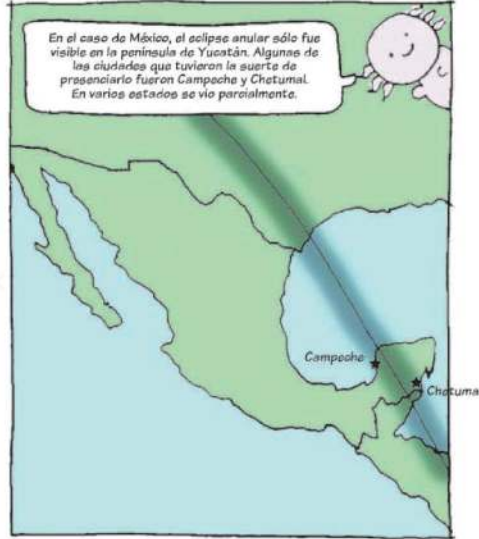 En el caso de México, el eclipse anular sólo fue
visible en la península de Yucatán. Algunas de
las ciudades que tuvieron la suerte de
presenciarlo fueron Campeche y Chetumal.
En varios estados se vio parcialmente.
Campeche
Chetumal